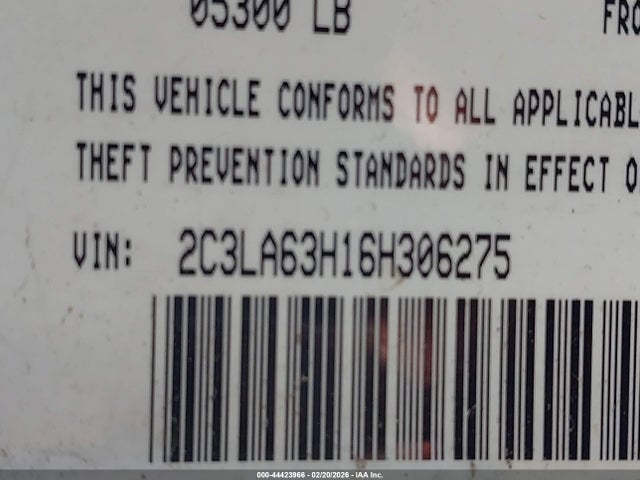 05300 LB FRO
THIS VEHICLE CONFORMS TO ALL APPLICABL
THEFT PREVENTION STANDARDS IN EFFECT O
VIN: 2C3LA63H16H306275
000-44423966 - 02/20/2026 - IAA Inc.